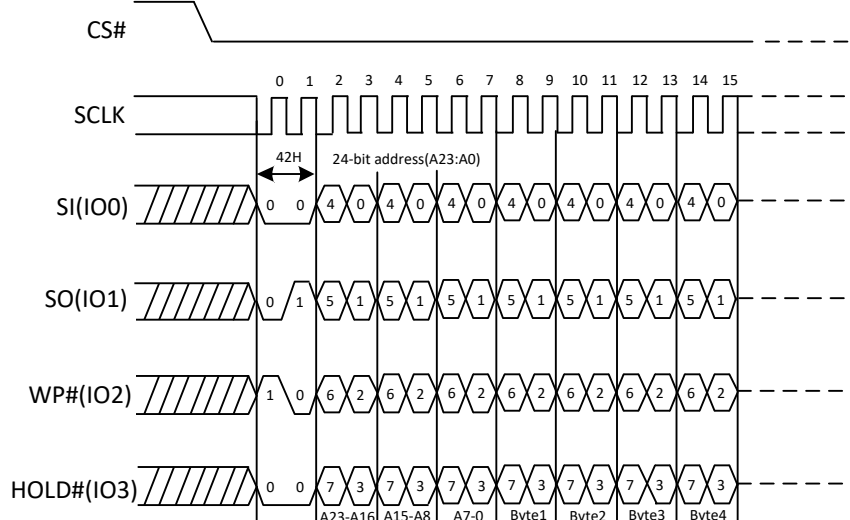 CS#
0 1 2 3 4 5 6 7 8 9 10 11 12 13 14 15
SCLK
42H 24-bit address(A23:A0)
SI(IO0) 0 0 4 0 4 0 4 0 4 0 4 0 4 0 4 0
SO(IO1) 0 1 5 1 5 1 5 1 5 1 5 1 5 1 5 1
WP#(IO2) 1 0 6 2 6 2 6 2 6 2 6 2 6 2 6 2
HOLD#(IO3) 0 0 7 3 7 3 7 3 7 3 7 3 7 3 7 3
A23-A16 A15-A8 A7-0 Byte1 Byte2 Byte3 Byte4